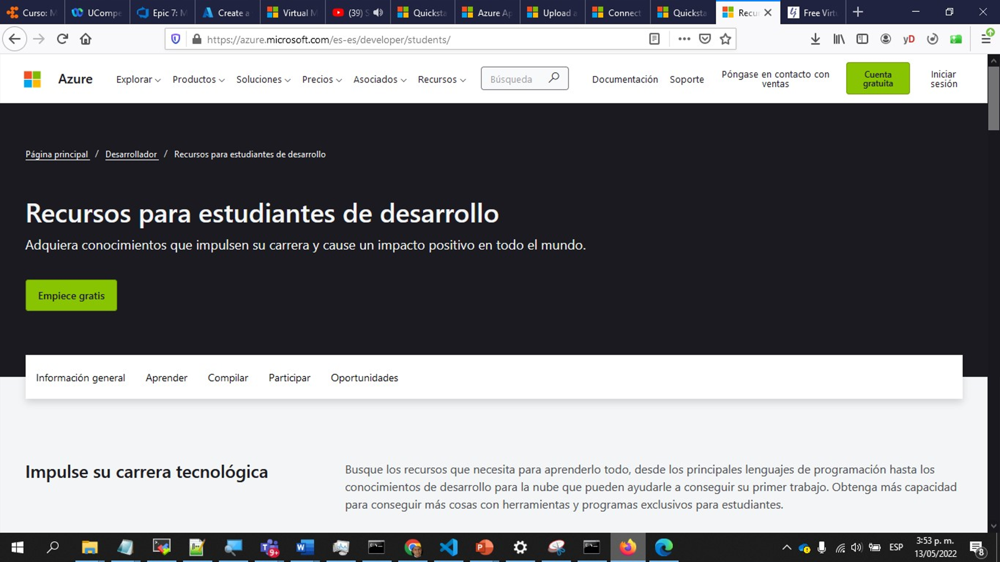 Curso: M
UCompe
Epic 7: M
Create a
Virtual M
(39) S
Quicksta
Azure Ap
Upload a
Connect
Quicksta
Recu
Free Virtu
https://azure.microsoft.com/es-es/developer/students/
yD
Azure
Explorar
Productos
Soluciones
Precios
Asociados
Recursos
Búsqueda
Documentación
Soporte
Póngase en contacto con
ventas
Cuenta
gratuita
Iniciar
sesión
Página principal / Desarrollador / Recursos para estudiantes de desarrollo
Recursos para estudiantes de desarrollo
Adquiera conocimientos que impulsen su carrera y cause un impacto positivo en todo el mundo.
Empiece gratis
Información general
Aprender
Compilar
Participar
Oportunidades
Impulse su carrera tecnológica
Busque los recursos que necesita para aprenderlo todo, desde los principales lenguajes de programación hasta los
conocimientos de desarrollo para la nube que pueden ayudarle a conseguir su primer trabajo. Obtenga más capacidad
para conseguir más cosas con herramientas y programas exclusivos para estudiantes.
9+
ESP
3:53 p. m.
13/05/2022
8